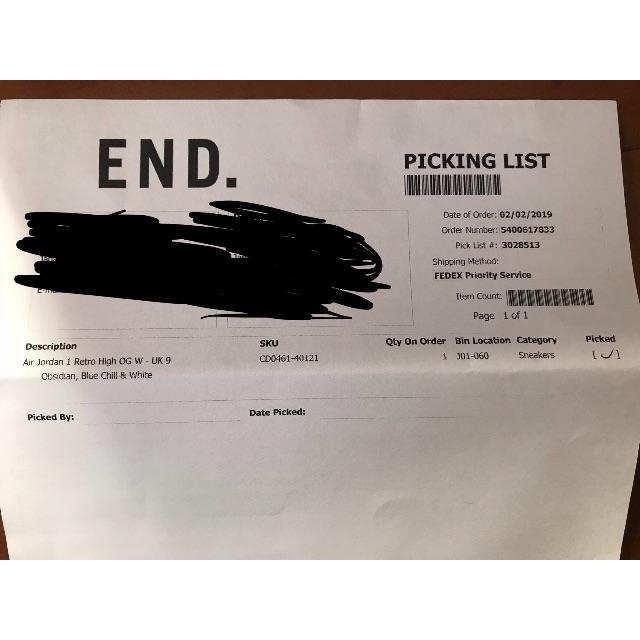 END.
PICKING LIST
Date of Order: 02/02/2019
Order Number: 5400617833
Pick List #: 3028513
Shipping Method:
FEDEX Priority Service
Item Count:
Page 1 of 1
Description SKU Qty On Order Bin Location Category Picked
Air Jordan 1 Retro High OG W - UK 9 CD0461-40121 1 J01-060 Sneakers [ ]
Obsidian, Blue Chill & White
Picked By: Date Picked: